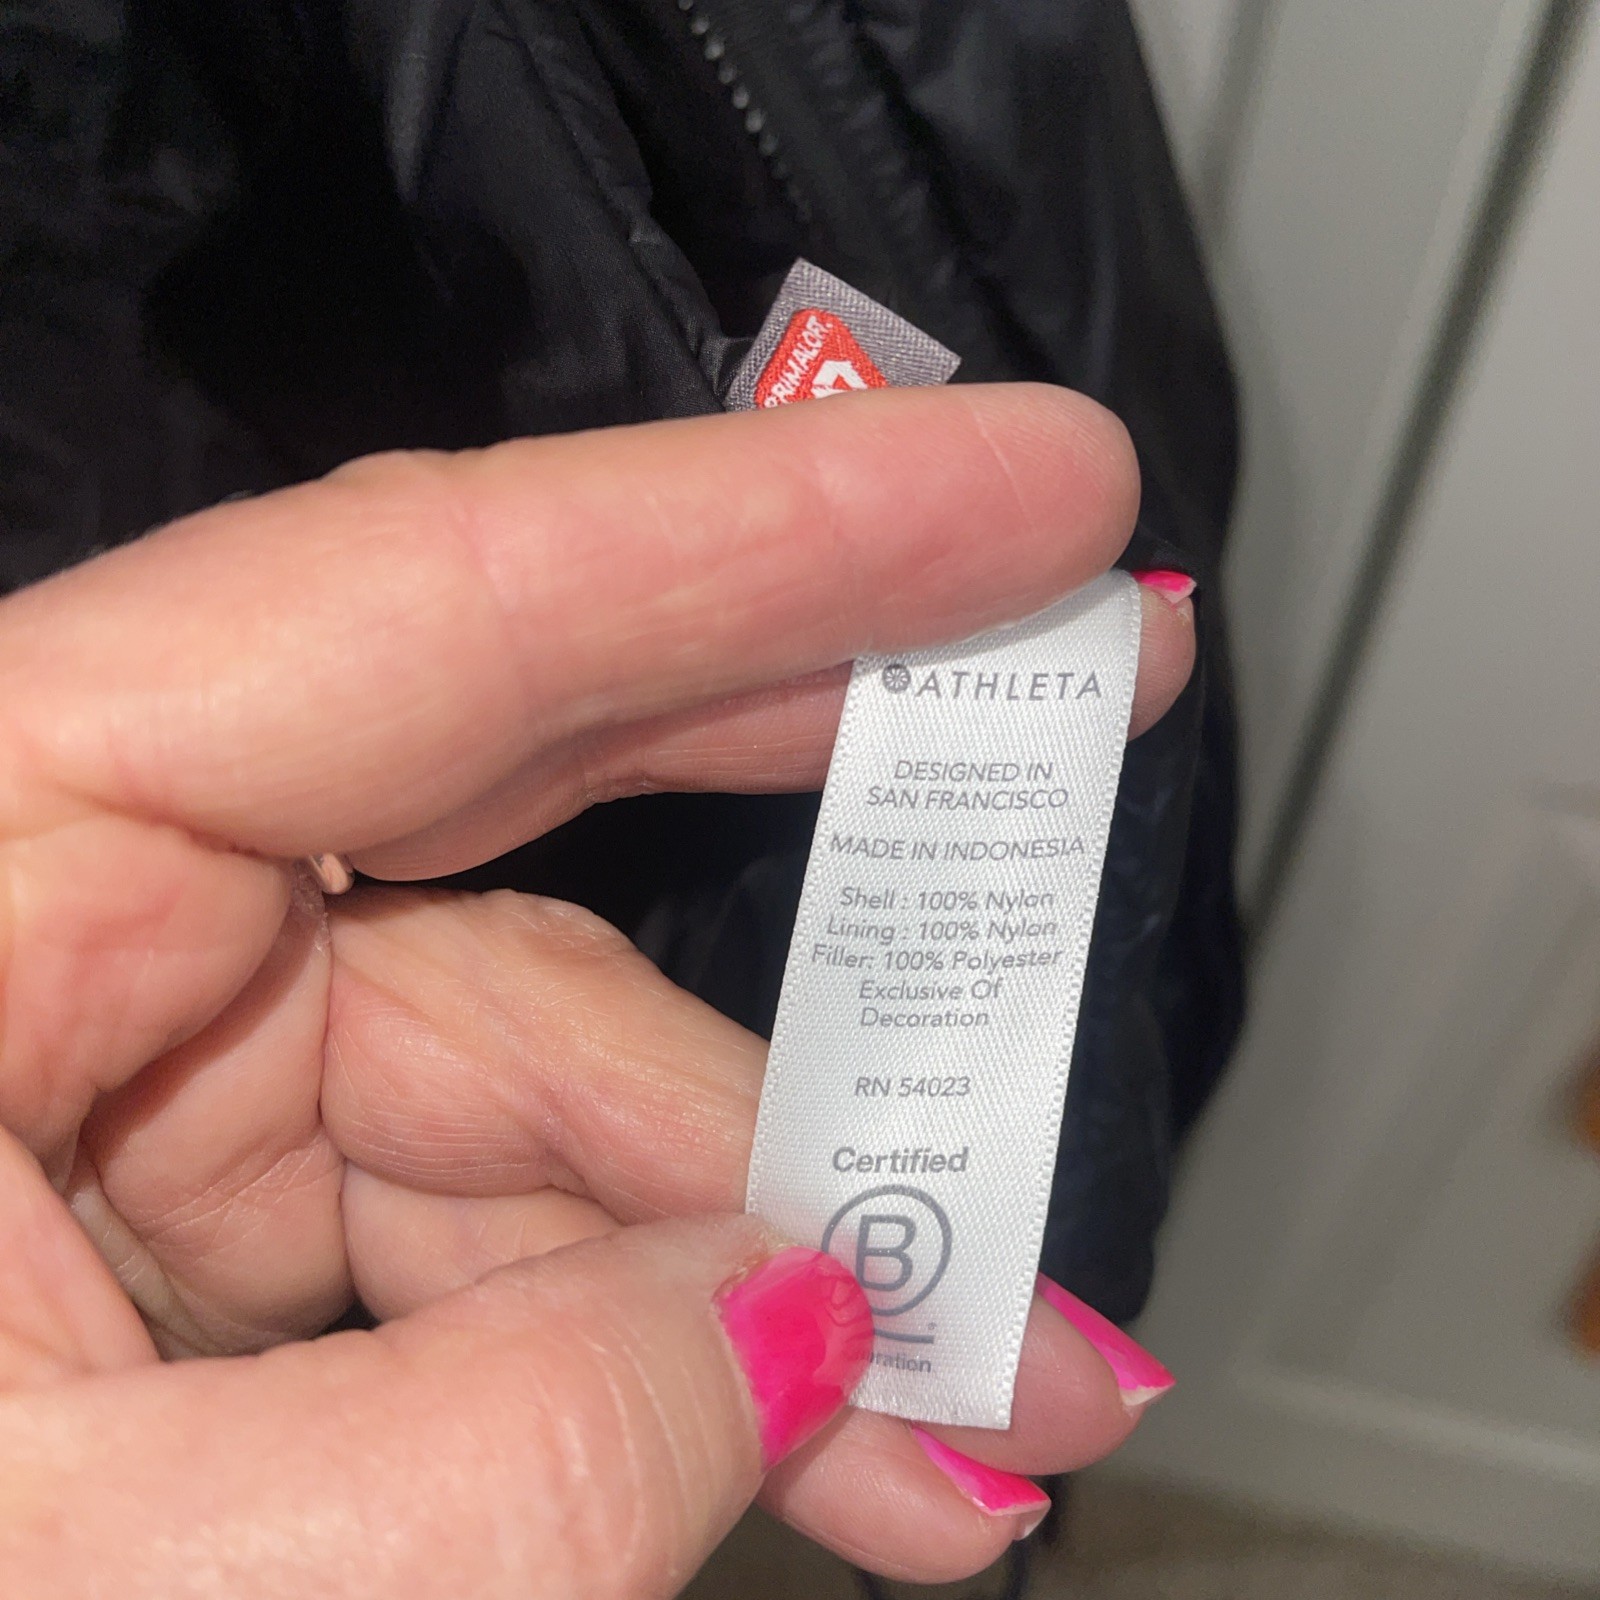 PRIMALOFT
ATHLETA
DESIGNED IN
SAN FRANCISCO
MADE IN INDONESIA
Shell : 100% Nylon
Lining : 100% Nylon
Filler: 100% Polyester
Exclusive Of
Decoration
RN 54023
Certified
B